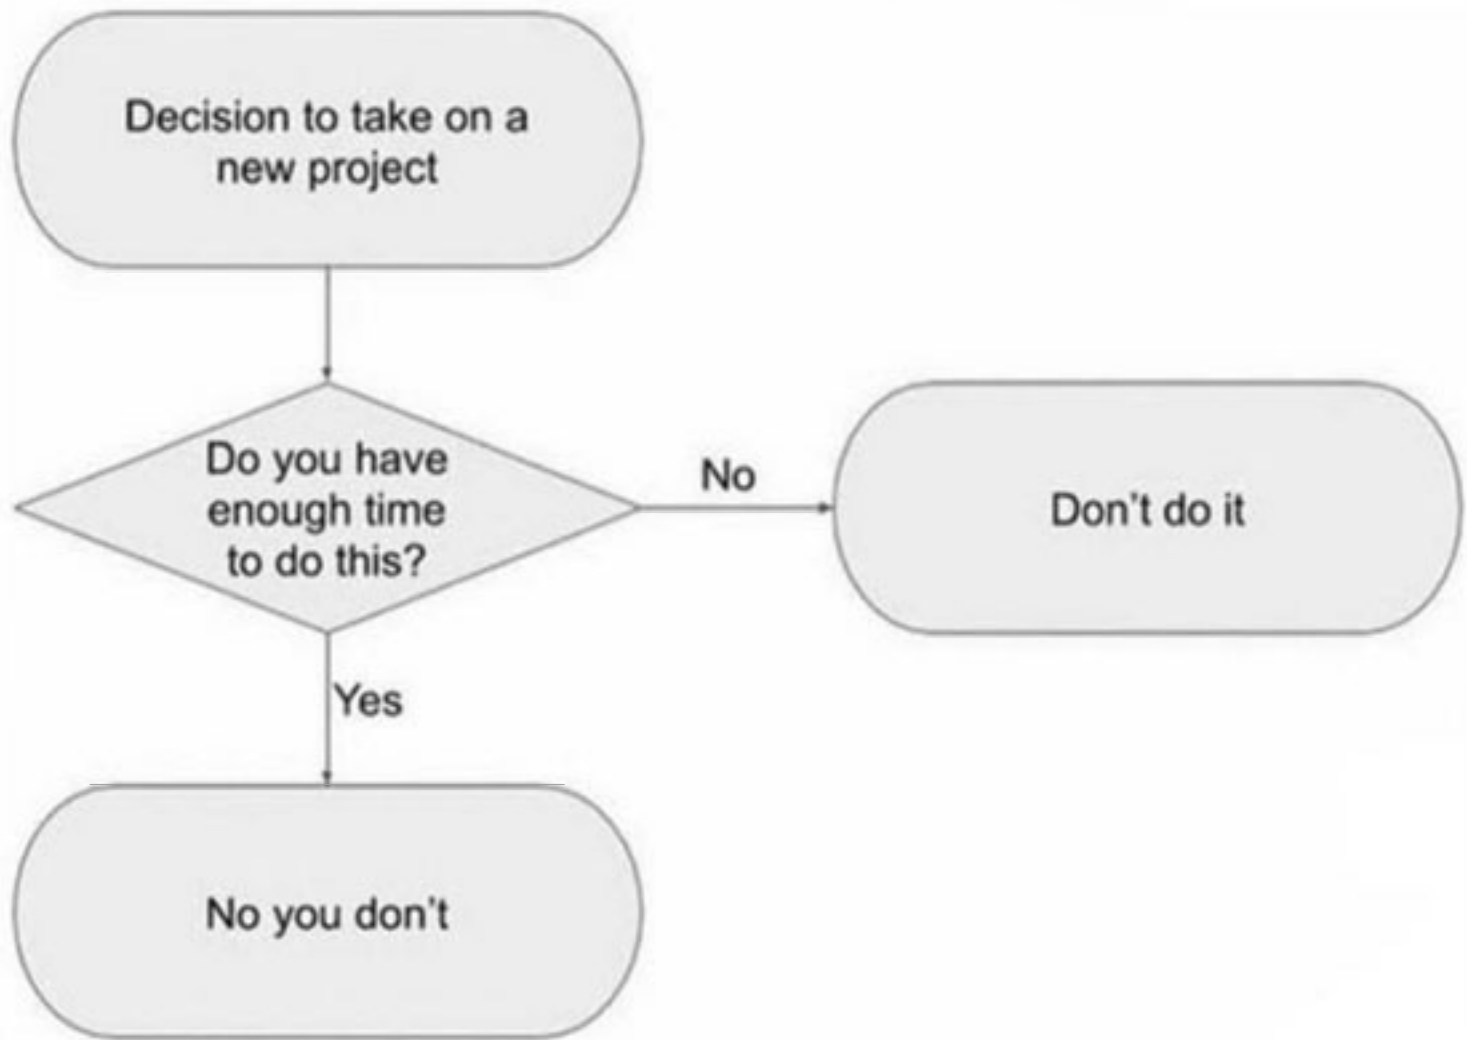 Decision to take on a
new project
Do you have
enough time
to do this?
No
Don't do it
Yes
No you don't